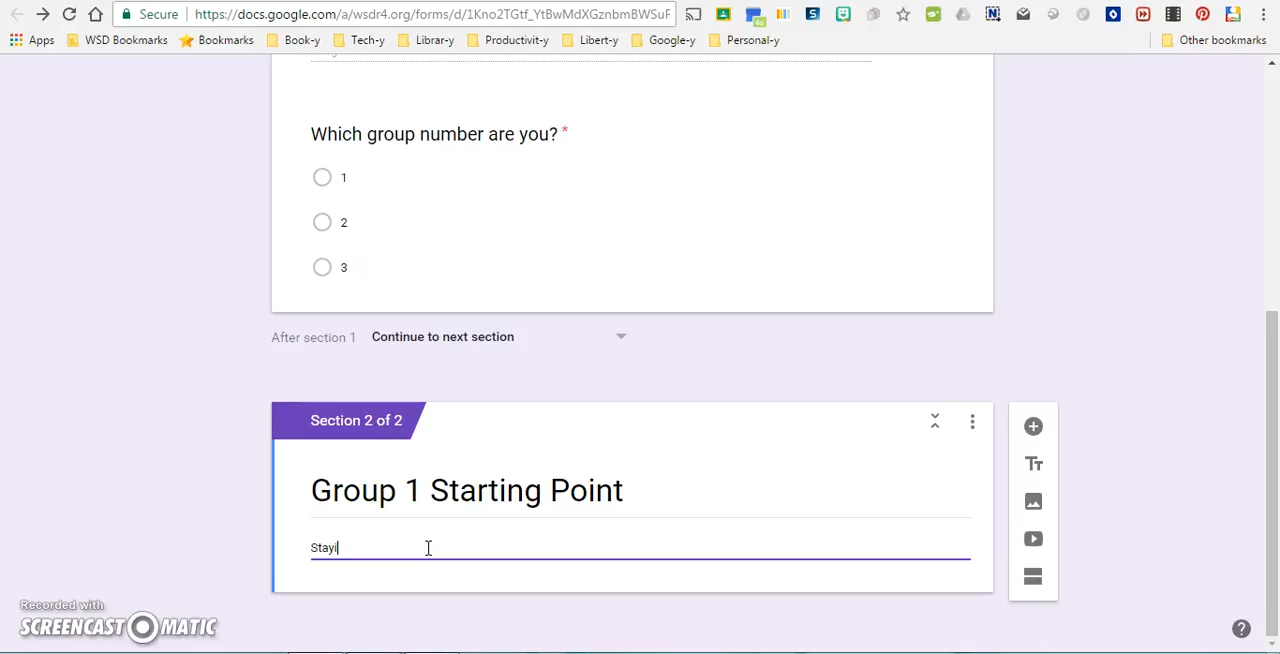 Secure https://docs.google.com/a/wsdr4.org/forms/d/1Kno2TGtf_YtBwMdXGznbmBWSuF
Apps WSD Bookmarks Bookmarks Book-y Tech-y Librar-y Productivi-y Libert-y Google-y Personal-y Other bookmarks
Which group number are you? *
1
2
3
After section 1 Continue to next section
Section 2 of 2
Group 1 Starting Point
Stayi
Recorded with
SCREENCAST MATIC